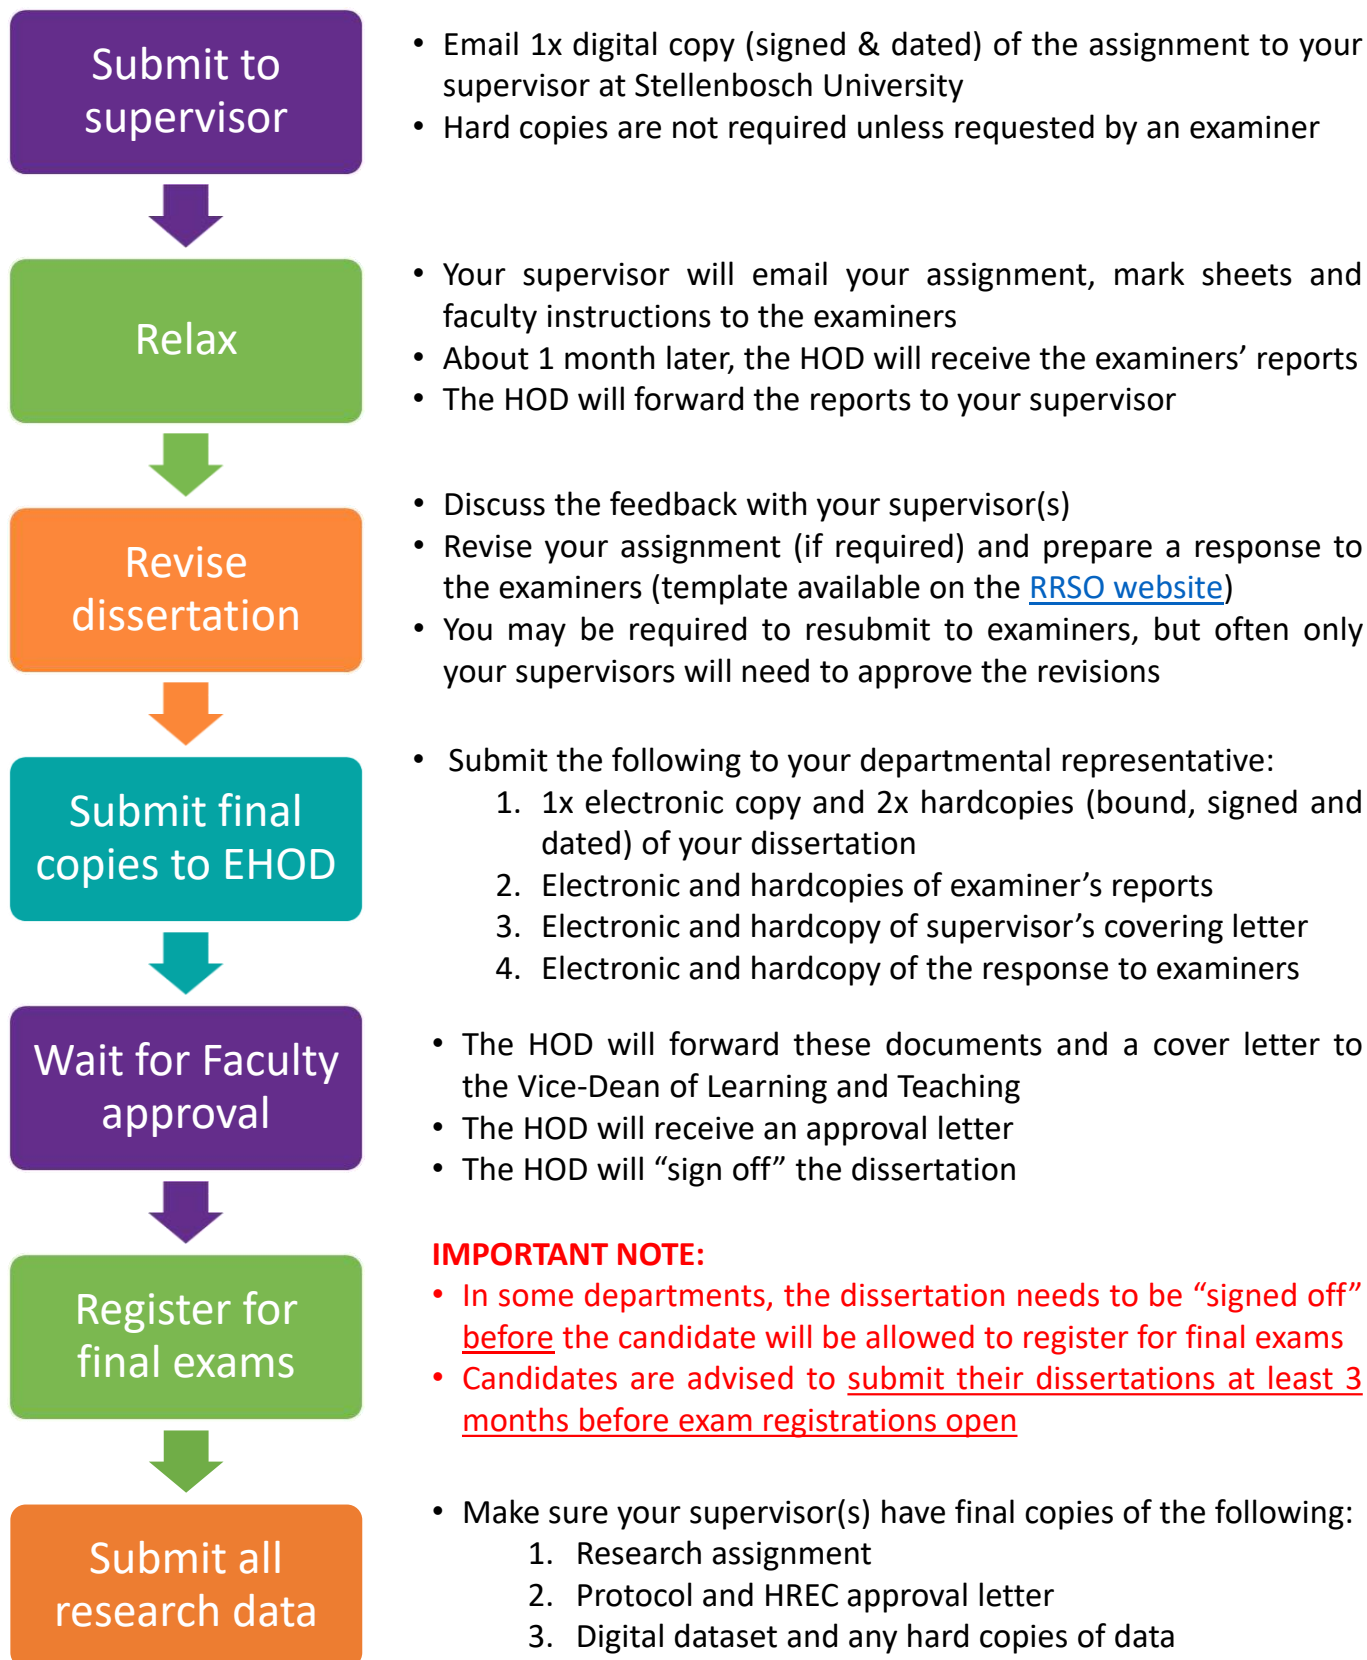 Submit to
supervisor
• Email 1x digital copy (signed & dated) of the assignment to your
supervisor at Stellenbosch University
• Hard copies are not required unless requested by an examiner
Relax
• Your supervisor will email your assignment, mark sheets and
faculty instructions to the examiners
• About 1 month later, the HOD will receive the examiners’ reports
• The HOD will forward the reports to your supervisor
Revise
dissertation
• Discuss the feedback with your supervisor(s)
• Revise your assignment (if required) and prepare a response to
the examiners (template available on the RRSO website)
• You may be required to resubmit to examiners, but often only
your supervisors will need to approve the revisions
Submit final
copies to EHOD
• Submit the following to your departmental representative:
1. 1x electronic copy and 2x hardcopies (bound, signed and
dated) of your dissertation
2. Electronic and hardcopies of examiner’s reports
3. Electronic and hardcopy of supervisor’s covering letter
4. Electronic and hardcopy of the response to examiners
Wait for Faculty
approval
• The HOD will forward these documents and a cover letter to
the Vice-Dean of Learning and Teaching
• The HOD will receive an approval letter
• The HOD will “sign off” the dissertation
Register for
final exams
IMPORTANT NOTE:
• In some departments, the dissertation needs to be “signed off”
before the candidate will be allowed to register for final exams
• Candidates are advised to submit their dissertations at least 3
months before exam registrations open
Submit all
research data
• Make sure your supervisor(s) have final copies of the following:
1. Research assignment
2. Protocol and HREC approval letter
3. Digital dataset and any hard copies of data